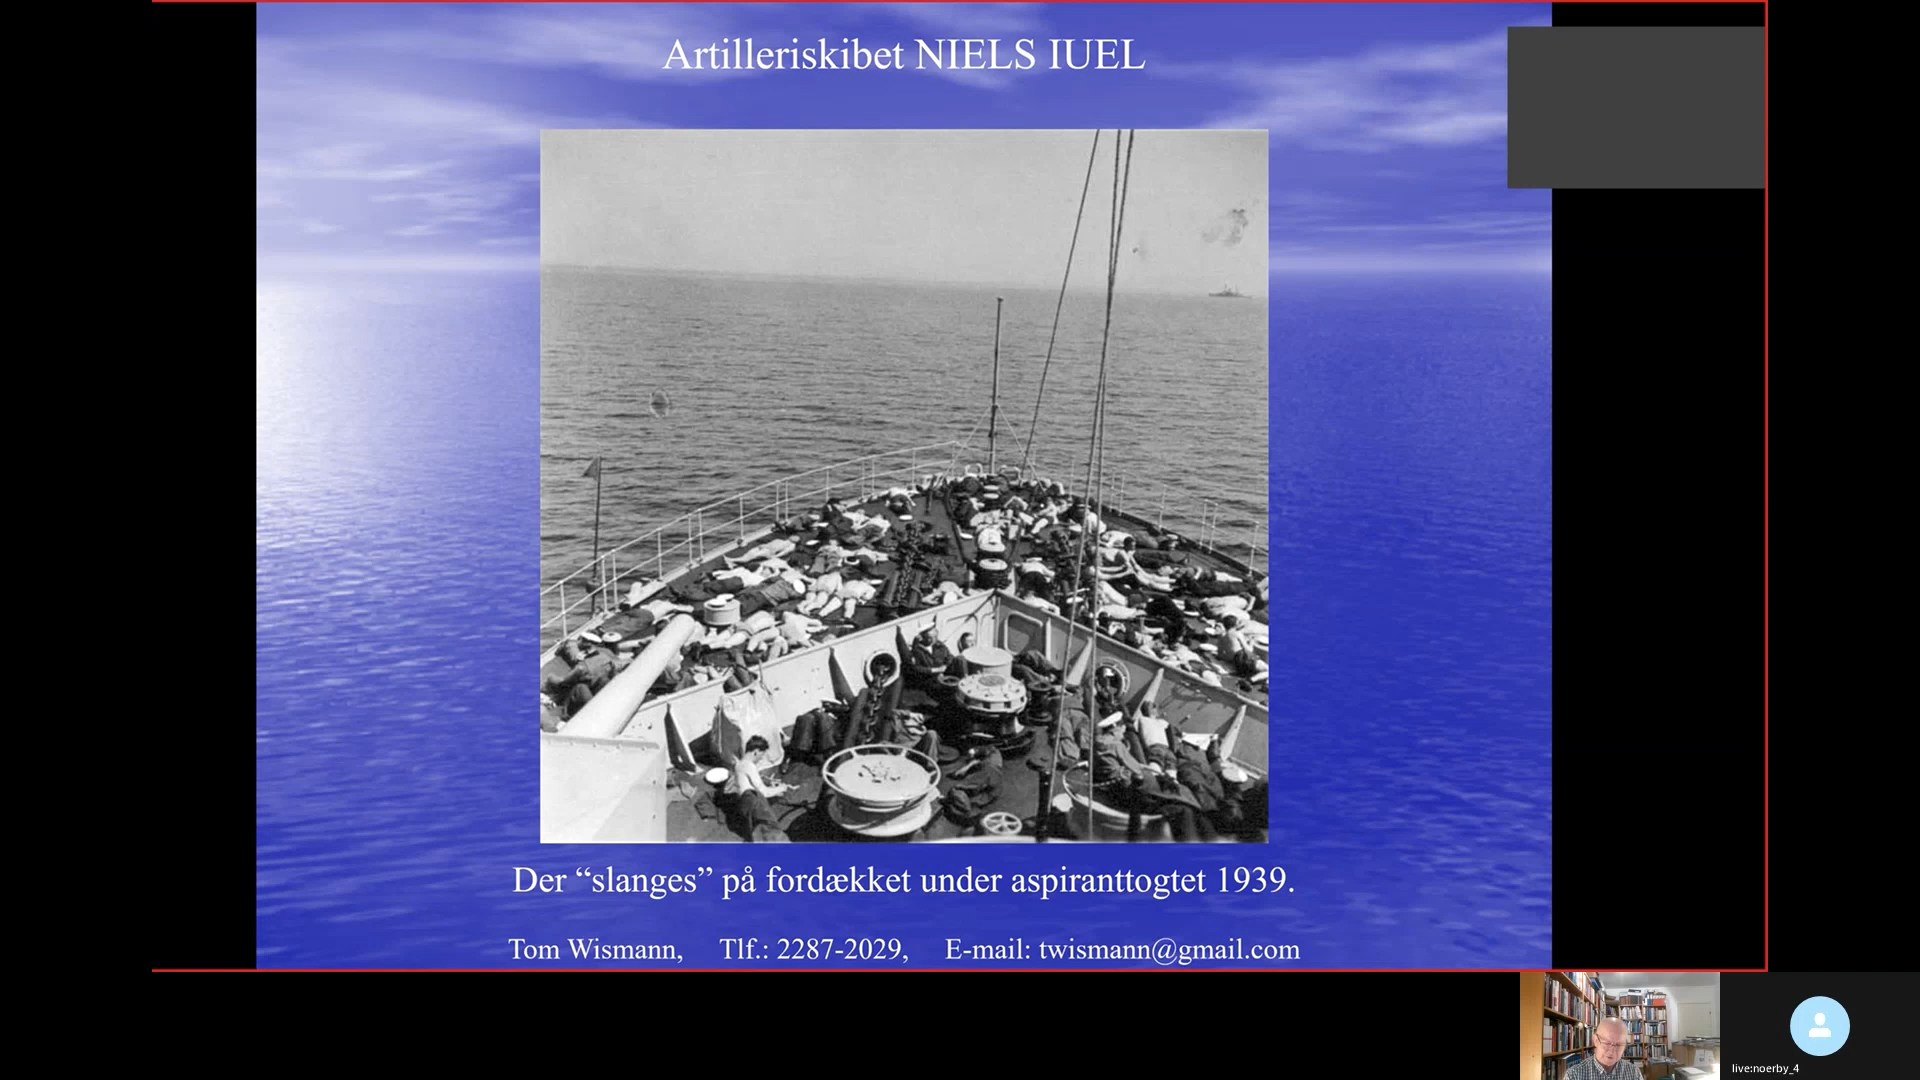 Artilleriskibet NIELS IUEL
Der “slanges” på fordækket under aspiranttogtet 1939.
Tom Wismann, Tlf.: 2287-2029, E-mail: twismann@gmail.com
live:noerby_4